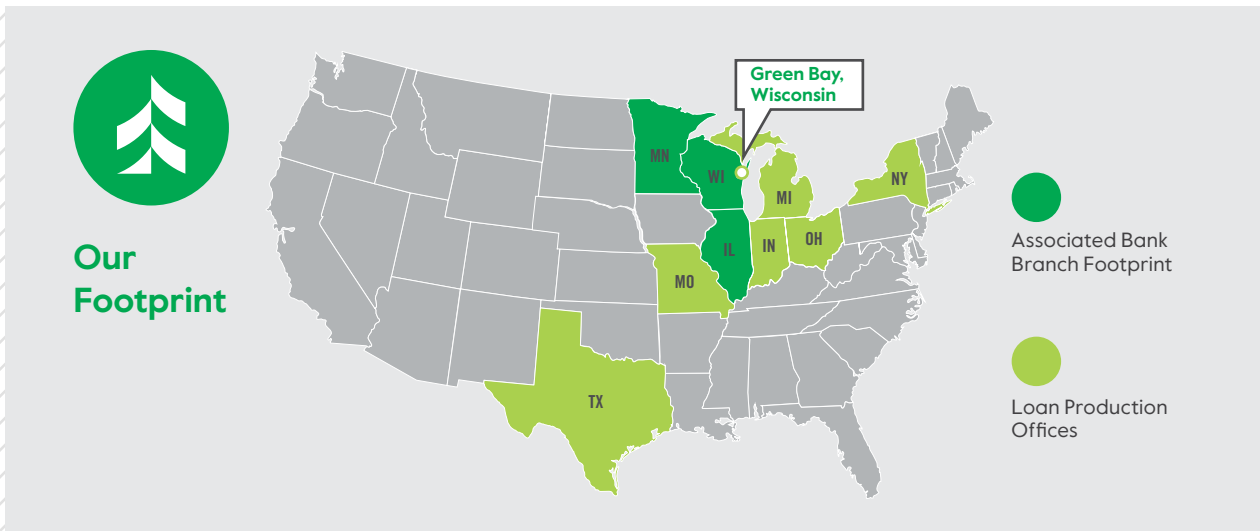 Our
Footprint
Green Bay,
Wisconsin
MN
WI
MI
NY
IL
IN
OH
MO
TX
Associated Bank
Branch Footprint
Loan Production
Offices